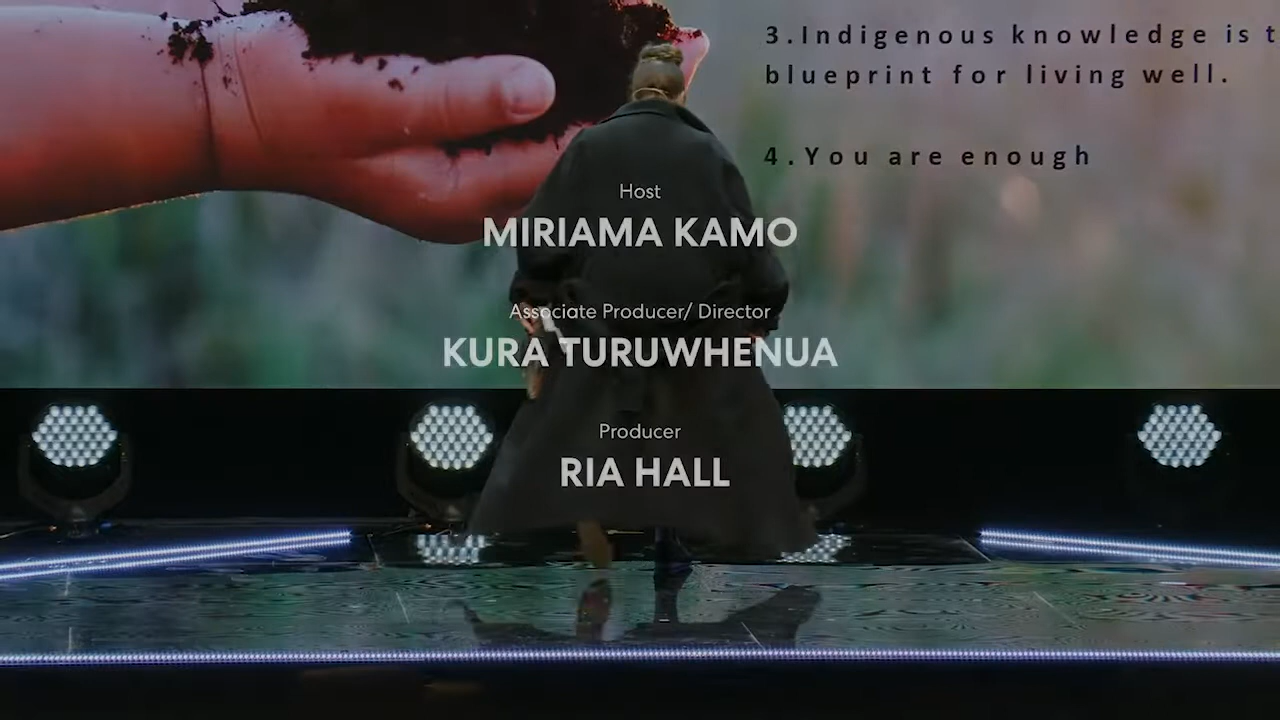 3.Indigenous knowledge is t
blueprint for living well.
4.You are enough
Host
MIRIAMA KAMO
Associate Producer/ Director
KURA TURUWHENUA
Producer
RIA HALL